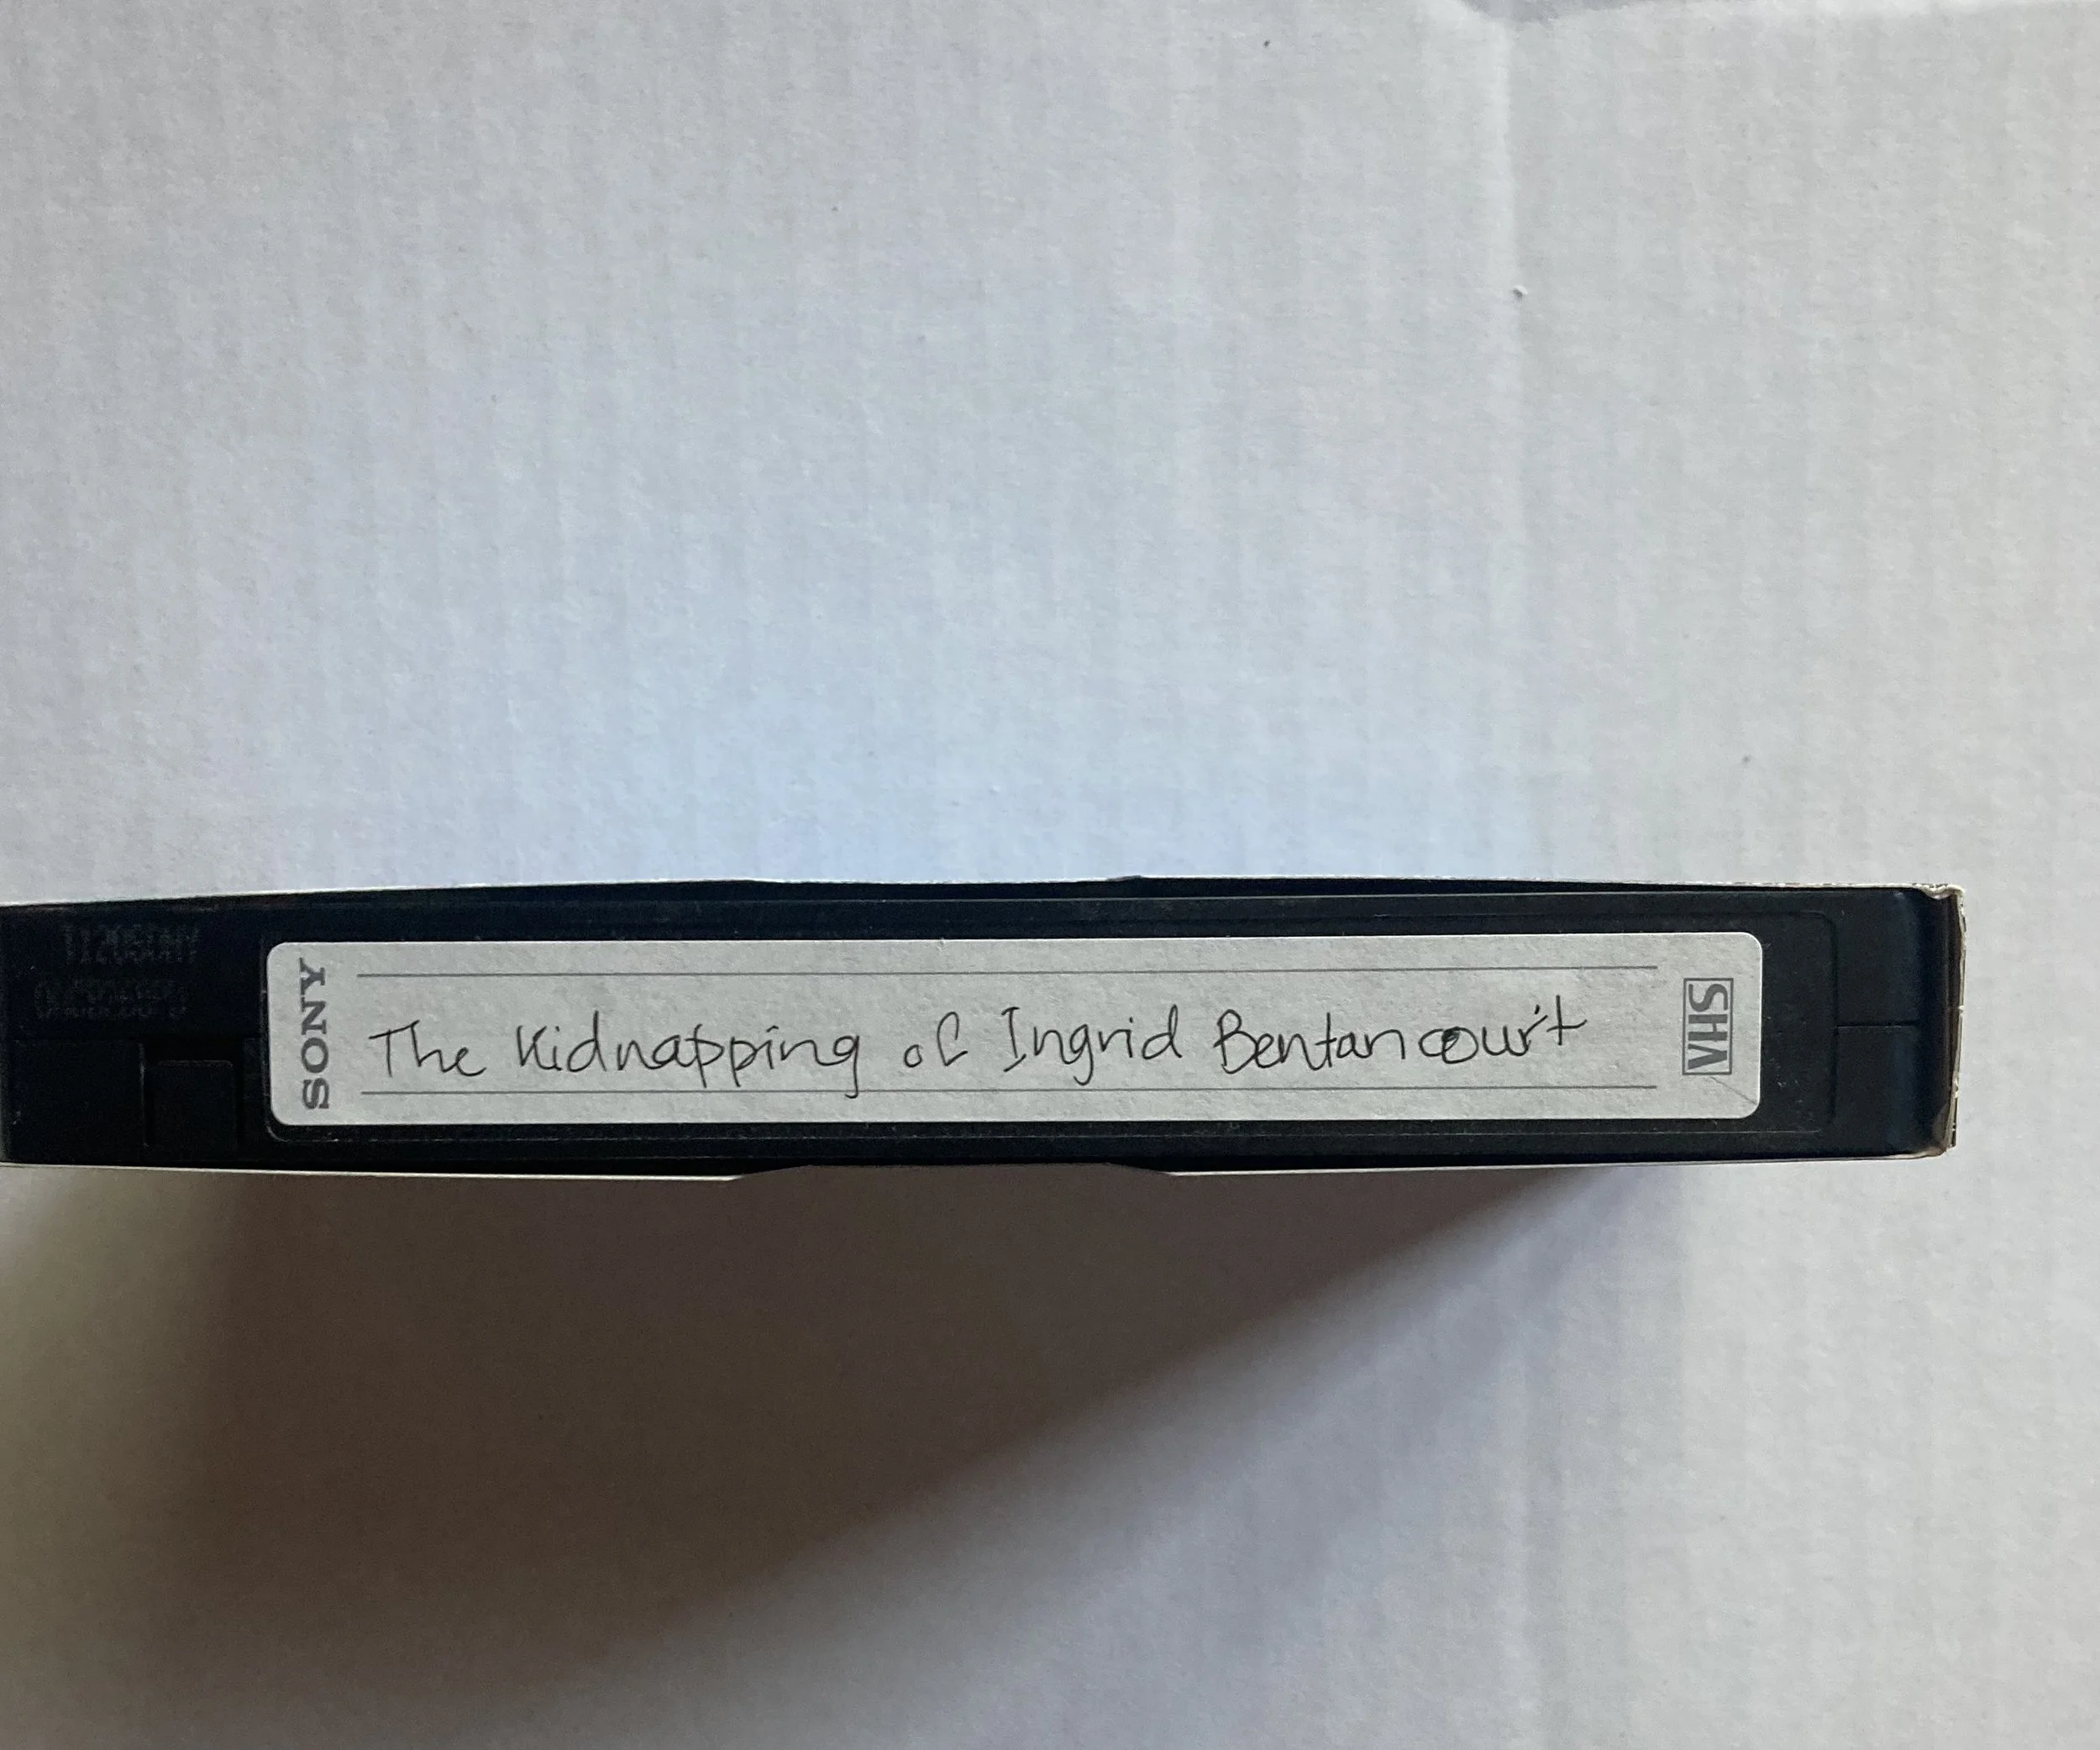 SONY
The Kidnapping of Ingrid Bentancourt
VHS